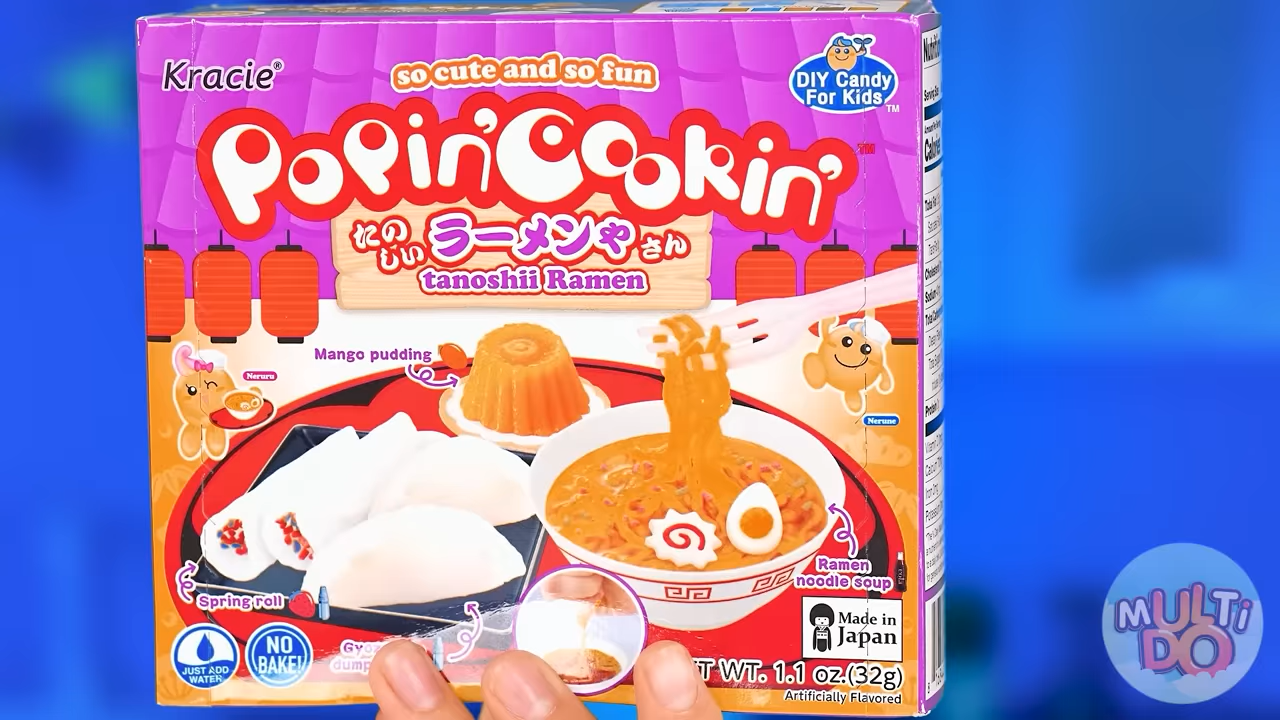 Kracie®
so cute and so fun
DIY Candy
For Kids
TM
Popin' Cookin'
TM
たのしい ラーメンやさん
tanoshii Ramen
Mango pudding
Neruru
Nerune
Spring roll
Ramen
noodle soup
JUST ADD
WATER
NO
BAKE!
Made in
Japan
WT. 1.1 oz.(32g)
Artificially Flavored
MULTi
DO